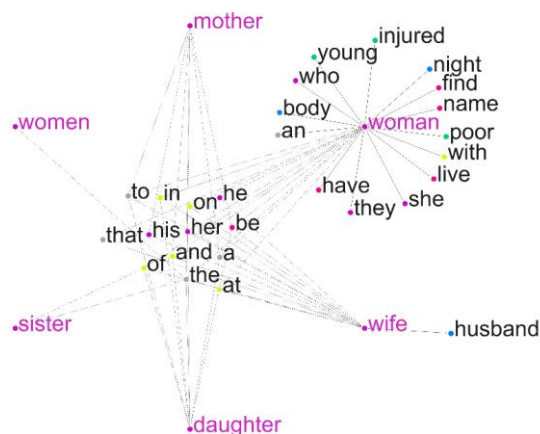 mother
injured
young
night
who
find
name
body
women
woman
an
poor
with
live
to in
he
have
on
she
they
that his her be
and a
of
the
at
sister
wife
husband
daughter